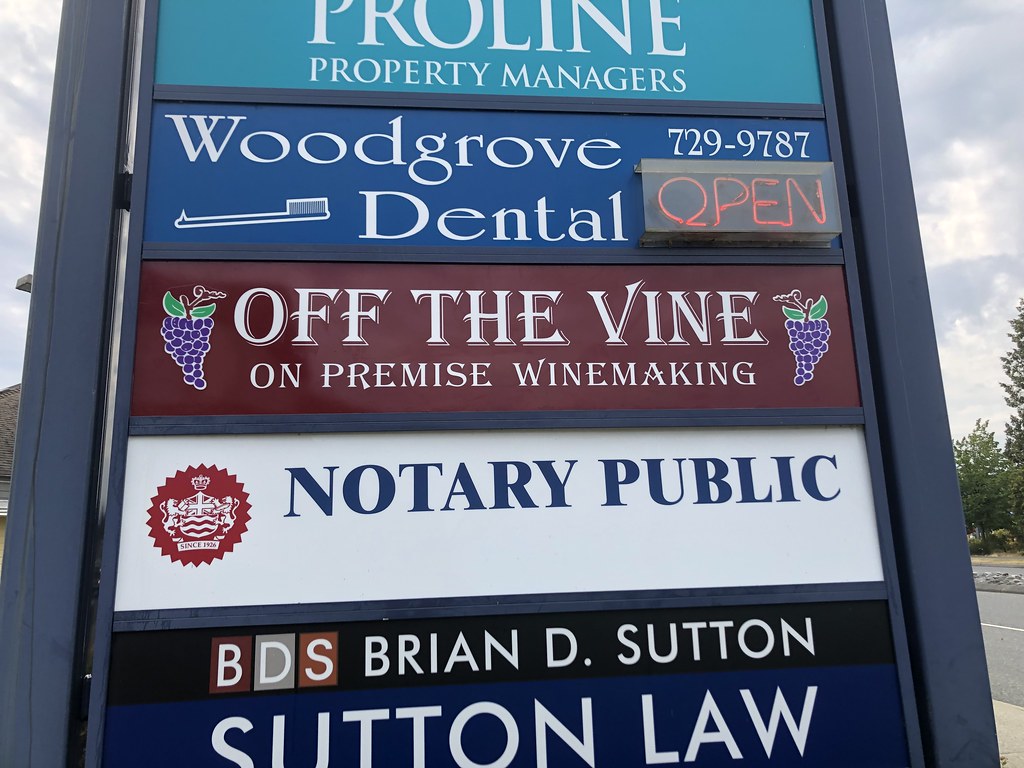 PROLINE
PROPERTY MANAGERS
Woodgrove
Dental
729-9787
OPEN
OFF THE VINE
ON PREMISE WINEMAKING
NOTARY PUBLIC
SINCE 1926
BDS BRIAN D. SUTTON
SUTTON LAW